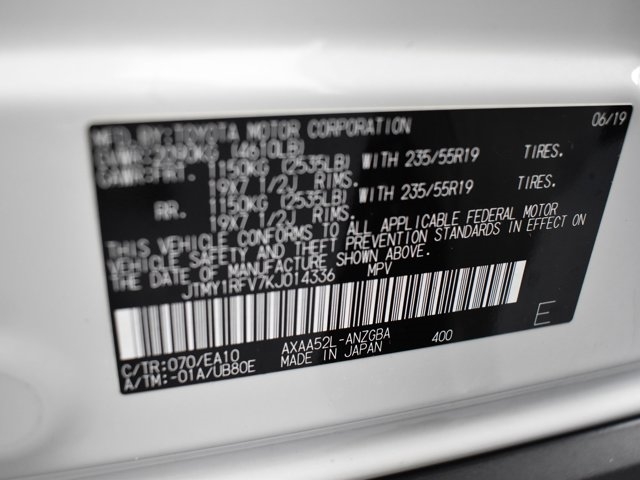 MFD.BY:TOYOTA MOTOR CORPORATION 06/19
GVWR:2090KG (4610LB)
GAWR:FRT. 1150KG (2535LB) WITH 235/55R19 TIRES.
19X7 1/2J RIMS.
RR. 1150KG (2535LB) WITH 235/55R19 TIRES.
19X7 1/2J RIMS.
THIS VEHICLE CONFORMS TO ALL APPLICABLE FEDERAL MOTOR
VEHICLE SAFETY AND THEFT PREVENTION STANDARDS IN EFFECT ON
THE DATE OF MANUFACTURE SHOWN ABOVE.
JTMY1RFV7KJ014336 MPV
C/TR:070/EA10 AXAA52L-ANZGBA 400 E
A/TM:-01A/UB80E MADE IN JAPAN